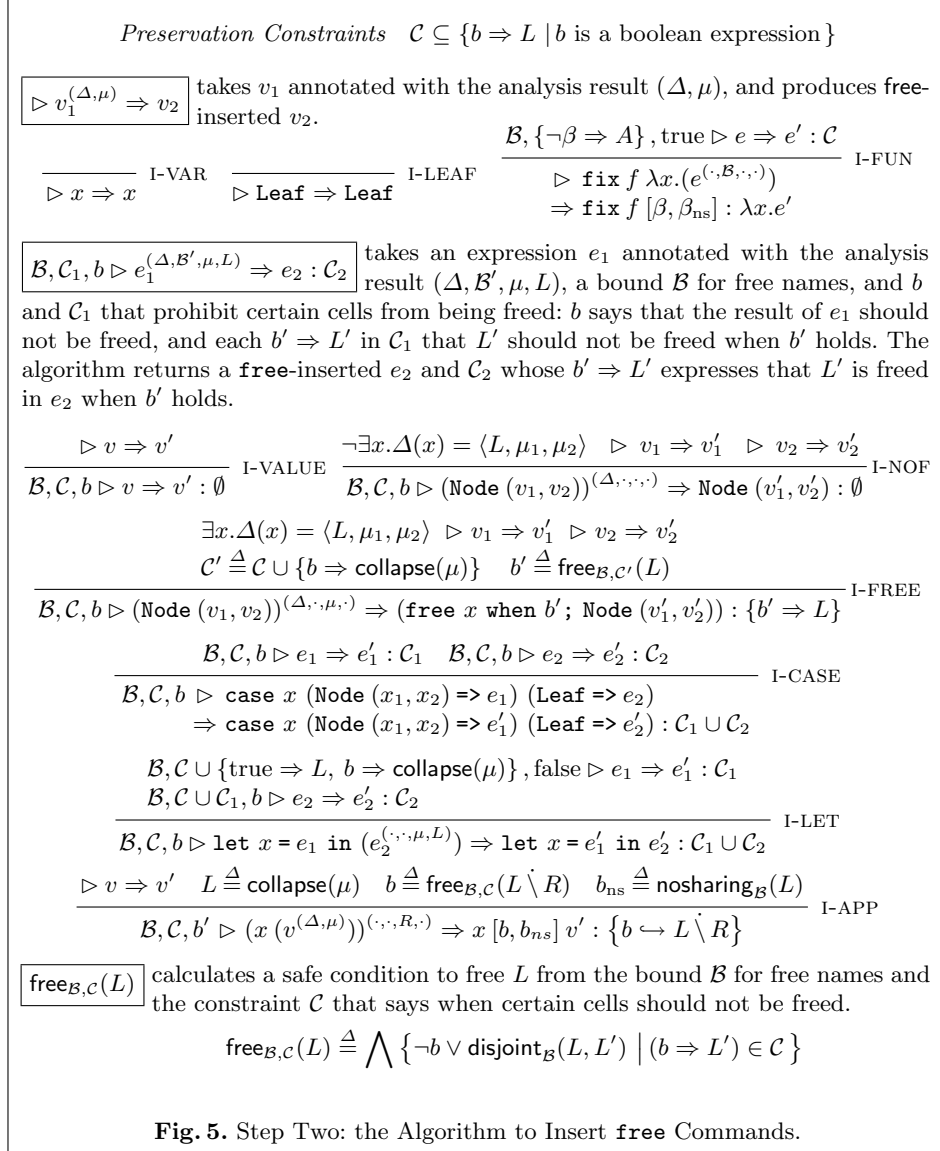 Preservation Constraints 𝒞 ⊆ {b ⇒ L | b is a boolean expression}
▷ v₁^(Δ,μ) ⇒ v₂ takes v₁ annotated with the analysis result (Δ, μ), and produces free-
inserted v₂.
ℬ, {¬β ⇒ A}, true ▷ e ⇒ e′ : 𝒞
▷ x ⇒ x I-VAR
▷ Leaf ⇒ Leaf I-LEAF
▷ fix f λx.(e^(·,ℬ,·,·)) I-FUN
⇒ fix f [β, β_ns] : λx.e′
ℬ, 𝒞₁, b ▷ e₁^(Δ,ℬ′,μ,L) ⇒ e₂ : 𝒞₂ takes an expression e₁ annotated with the analysis
result (Δ, ℬ′, μ, L), a bound ℬ for free names, and b
and 𝒞₁ that prohibit certain cells from being freed: b says that the result of e₁ should
not be freed, and each b′ ⇒ L′ in 𝒞₁ that L′ should not be freed when b′ holds. The
algorithm returns a free-inserted e₂ and 𝒞₂ whose b′ ⇒ L′ expresses that L′ is freed
in e₂ when b′ holds.
▷ v ⇒ v′
ℬ, 𝒞, b ▷ v ⇒ v′ : ∅ I-VALUE
¬∃x.Δ(x) = ⟨L, μ₁, μ₂⟩ ▷ v₁ ⇒ v′₁ ▷ v₂ ⇒ v′₂
ℬ, 𝒞, b ▷ (Node (v₁, v₂))^(Δ,·,·,·) ⇒ Node (v′₁, v′₂) : ∅ I-NOF
∃x.Δ(x) = ⟨L, μ₁, μ₂⟩ ▷ v₁ ⇒ v′₁ ▷ v₂ ⇒ v′₂
𝒞′ ≜ 𝒞 ∪ {b ⇒ collapse(μ)} b′ ≜ free_ℬ,𝒞′(L)
ℬ, 𝒞, b ▷ (Node (v₁, v₂))^(Δ,·,μ,·) ⇒ (free x when b′; Node (v′₁, v′₂)) : {b′ ⇒ L} I-FREE
ℬ, 𝒞, b ▷ e₁ ⇒ e′₁ : 𝒞₁ ℬ, 𝒞, b ▷ e₂ ⇒ e′₂ : 𝒞₂
ℬ, 𝒞, b ▷ case x (Node (x₁, x₂) => e₁) (Leaf => e₂) I-CASE
⇒ case x (Node (x₁, x₂) => e′₁) (Leaf => e′₂) : 𝒞₁ ∪ 𝒞₂
ℬ, 𝒞 ∪ {true ⇒ L, b ⇒ collapse(μ)}, false ▷ e₁ ⇒ e′₁ : 𝒞₁
ℬ, 𝒞 ∪ 𝒞₁, b ▷ e₂ ⇒ e′₂ : 𝒞₂
ℬ, 𝒞, b ▷ let x = e₁ in (e₂^(·,·,μ,L)) ⇒ let x = e′₁ in e′₂ : 𝒞₁ ∪ 𝒞₂ I-LET
▷ v ⇒ v′ L ≜ collapse(μ) b ≜ free_ℬ,𝒞(L ∖̇ R) b_ns ≜ nosharing_ℬ(L)
ℬ, 𝒞, b′ ▷ (x (v^(Δ,μ)))^(·,·,R,·) ⇒ x [b, b_ns] v′ : {b ↪ L ∖̇ R} I-APP
free_ℬ,𝒞(L) calculates a safe condition to free L from the bound ℬ for free names and
the constraint 𝒞 that says when certain cells should not be freed.
free_ℬ,𝒞(L) ≜ ⋀ {¬b ∨ disjoint_ℬ(L, L′) | (b ⇒ L′) ∈ 𝒞}
Fig. 5. Step Two: the Algorithm to Insert free Commands.